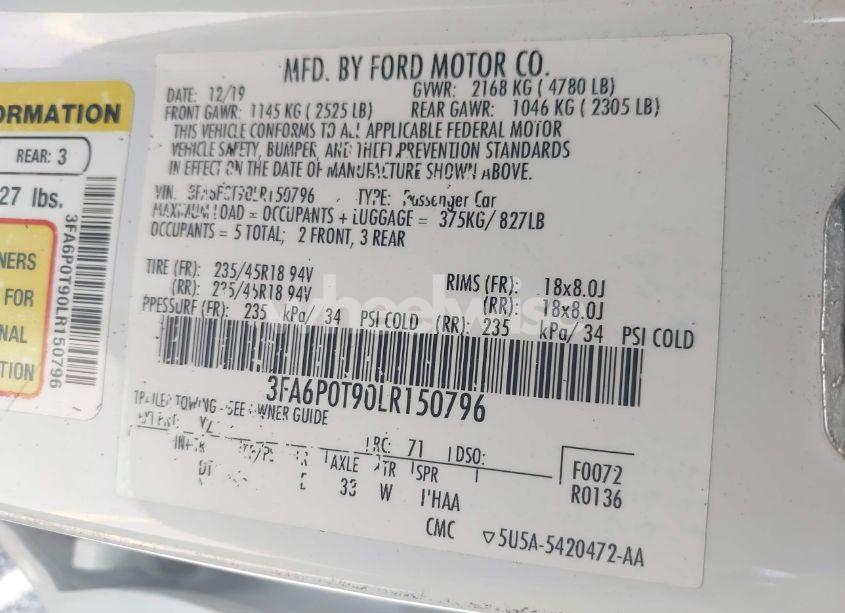 ORMATION
REAR: 3
27 lbs.
NERS
FOR
NAL
TION
3FA6P0T90LR150796
MFD. BY FORD MOTOR CO.
DATE: 12/19 GVWR: 2168 KG ( 4780 LB)
FRONT GAWR: 1145 KG ( 2525 LB) REAR GAWR: 1046 KG ( 2305 LB)
THIS VEHICLE CONFORMS TO ALL APPLICABLE FEDERAL MOTOR
VEHICLE SAFETY, BUMPER, AND THEFT PREVENTION STANDARDS
IN EFFECT ON THE DATE OF MANUFACTURE SHOWN ABOVE.
VIN: 3FA6P0T90LR150796 TYPE: Passenger Car
MAXIMUM LOAD = OCCUPANTS + LUGGAGE = 375KG/ 827LB
OCCUPANTS = 5 TOTAL; 2 FRONT, 3 REAR
TIRE (FR): 235/45R18 94V RIMS (FR): 18x8.0J
(RR): 235/45R18 94V (RR): 18x8.0J
PRESSURE (FR): 235 kPa/ 34 PSI COLD (RR): 235 kPa/ 34 PSI COLD
wheelwise
3FA6P0T90LR150796
TRAILER TOWING - SEE OWNER GUIDE
RC: 71 DSO:
AXLE TR SPR
33 W
F0072
R0136
CMC ▽5U5A-5420472-AA